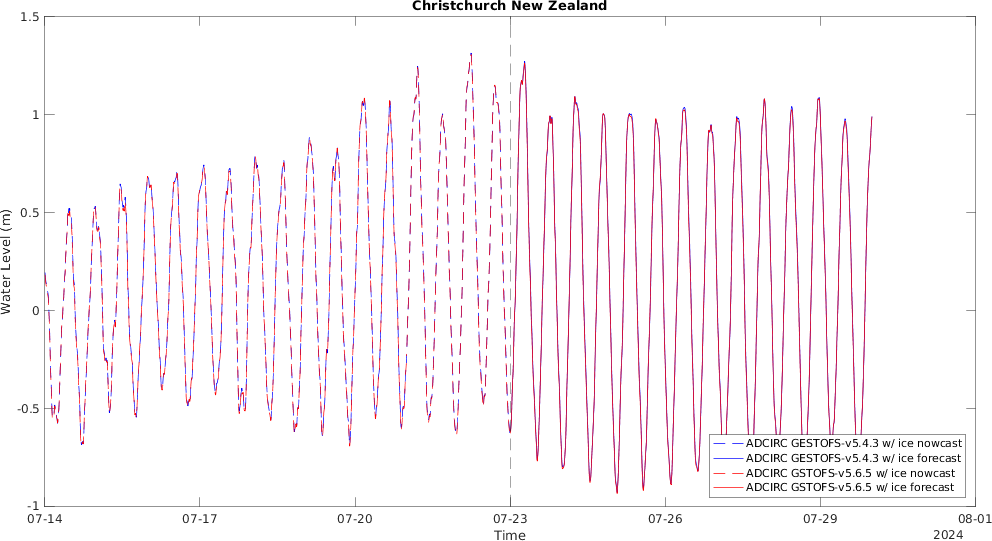 Christchurch New Zealand
1.5
1
0.5
0
-0.5
-1
Water Level (m)
ADCIRC GESTOFS-v5.4.3 w/ ice nowcast
ADCIRC GESTOFS-v5.4.3 w/ ice forecast
ADCIRC GSTOFS-v5.6.5 w/ ice nowcast
ADCIRC GSTOFS-v5.6.5 w/ ice forecast
07-14 07-17 07-20 07-23 07-26 07-29 08-01
Time
2024